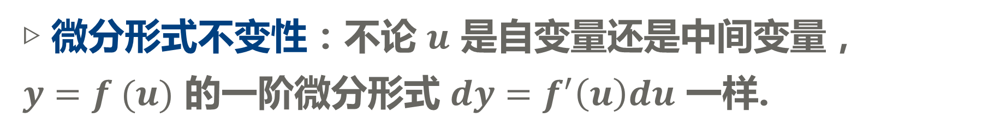 ▷ 微分形式不变性：不论 u 是自变量还是中间变量，
y = f (u) 的一阶微分形式 dy = f′(u)du 一样.